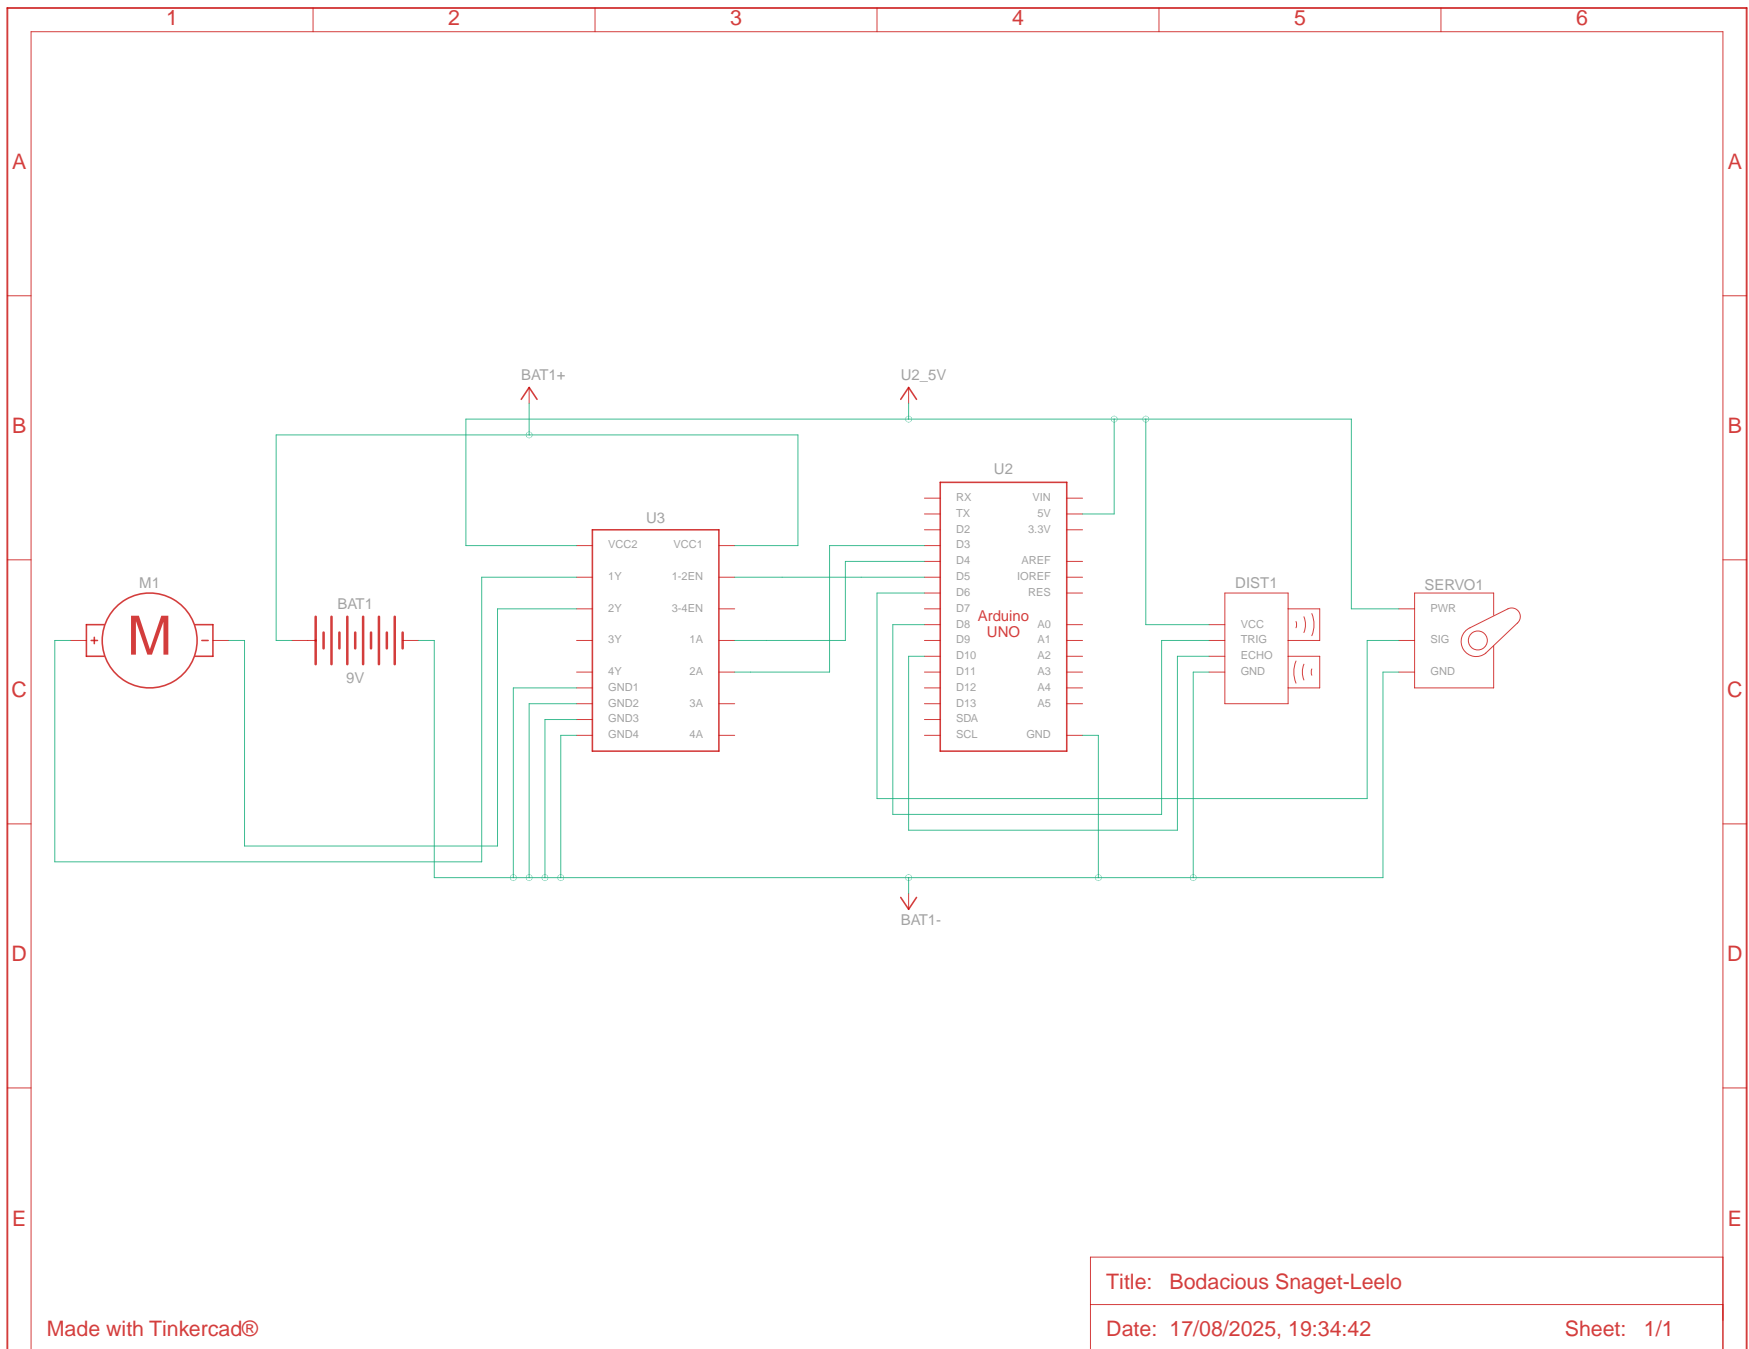 1 2 3 4 5 6
A A
BAT1+ U2_5V
B B
U2
RX VIN
TX 5V
U3
D2 3.3V
VCC2 VCC1
D3
D4 AREF
1Y 1-2EN
D5 IOREF
M1
DIST1
SERVO1
D6 RES
BAT1
2Y 3-4EN
D7
PWR
Arduino
UNO
D8 A0
VCC
+ M -
3Y 1A
D9 A1
TRIG
SIG
D10 A2
ECHO
4Y 2A
D11 A3
GND
GND
9V
GND1
D12 A4
C C
GND2 3A
D13 A5
GND3
SDA
GND4 4A
SCL GND
BAT1-
D D
E E
Title: Bodacious Snaget-Leelo
Made with Tinkercad®
Date: 17/08/2025, 19:34:42 Sheet: 1/1